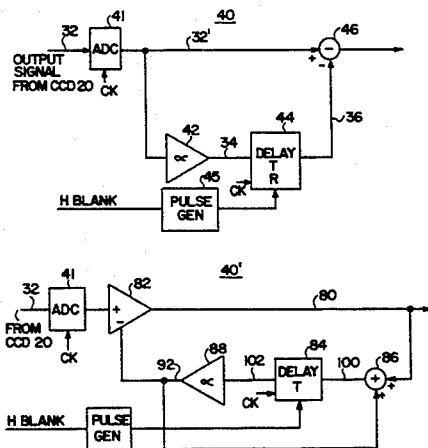 40
41
32
ADC
32'
46
+
-
-
OUTPUT
SIGNAL
FROM CCD 20
CK
42
∝
34
44
DELAY
T
R
36
CK
45
H BLANK
PULSE
GEN
40'
41
82
32
ADC
+
-
80
FROM
CCD 20
CK
92
88
∝
102
84
DELAY
T
100
86
+
+
+
CK
H BLANK
PULSE
GEN